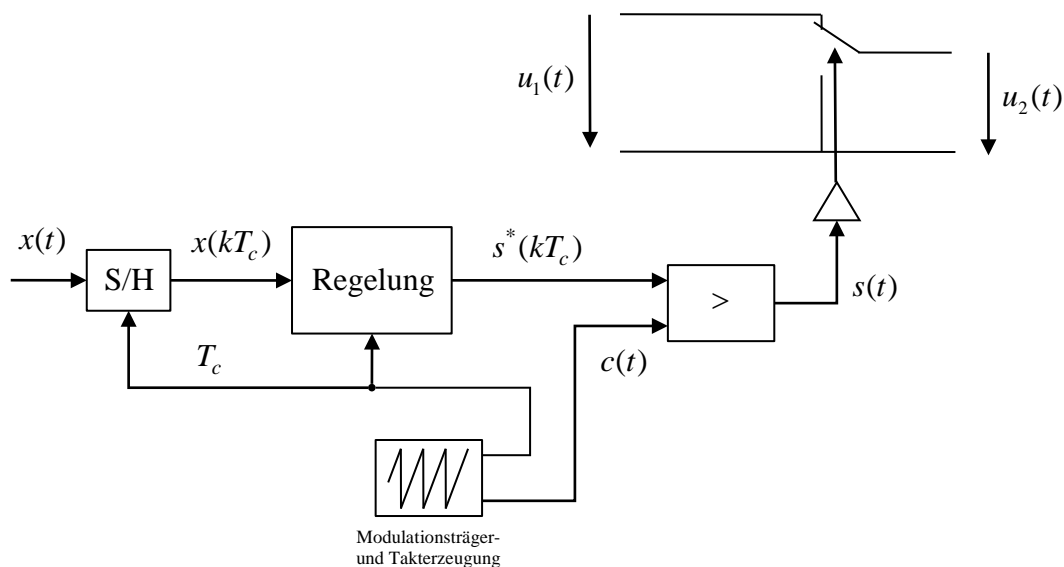 u₁(t)
u₂(t)
x(t)
S/H
x(kT_c)
Regelung
s*(kT_c)
>
s(t)
T_c
c(t)
Modulationsträger-
und Takterzeugung